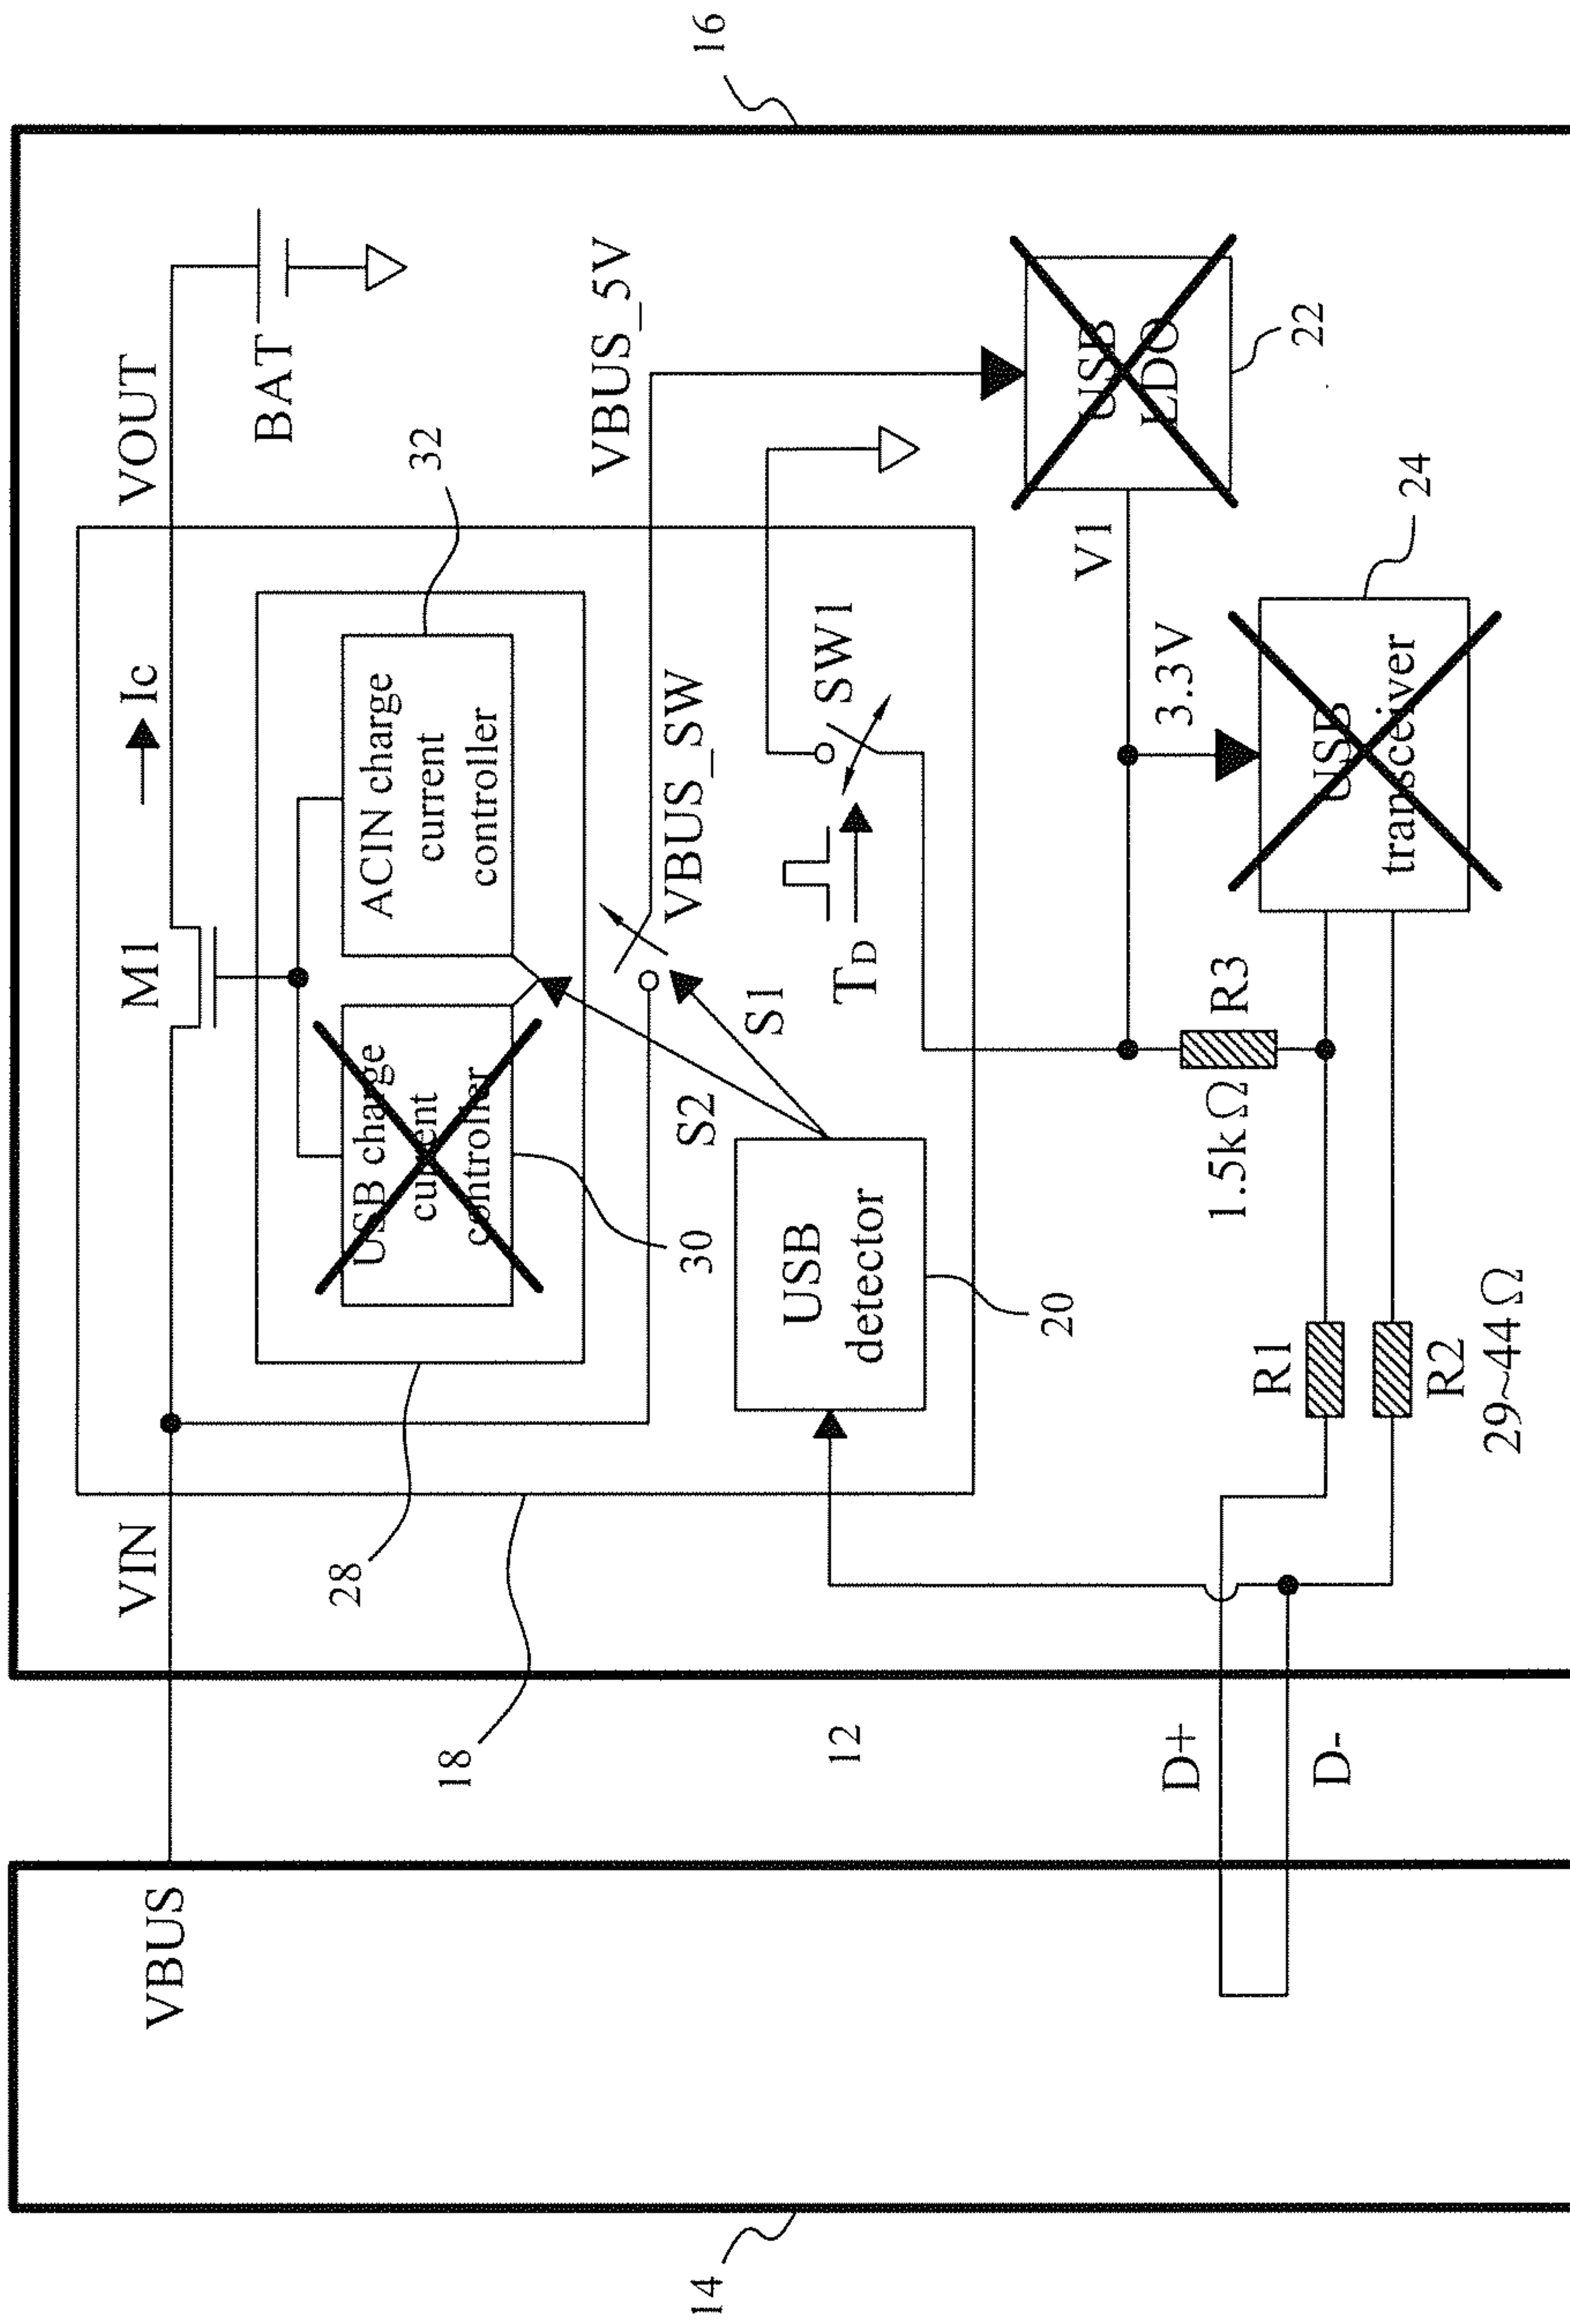 14
16
VBUS
VIN
M1
Ic
VOUT
BAT
28
18
12
USB charge
current
controller
30
ACIN charge
current
controller
32
VBUS_SW
VBUS_5V
S2
S1
USB
detector
20
TD
SW1
V1
USB
LDO
22
3.3V
USB
transceiver
24
R3
1.5kΩ
D+
D-
R1
R2
29~44Ω